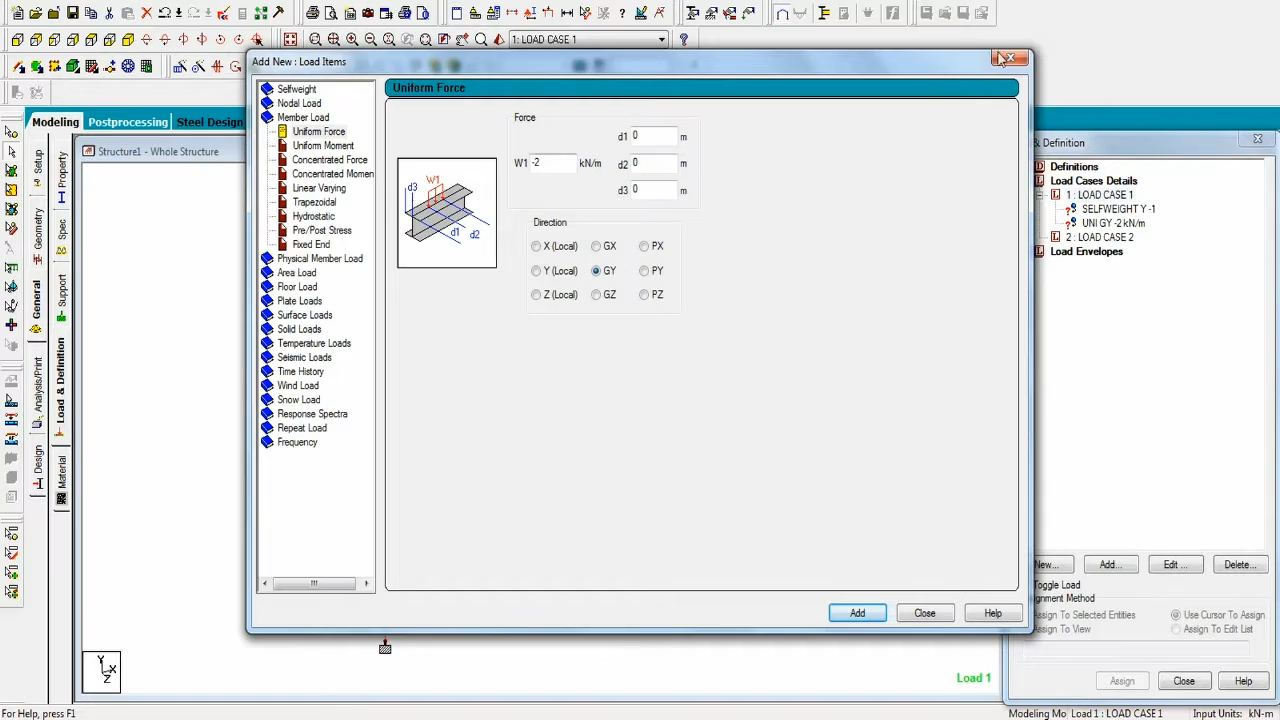 1: LOAD CASE 1
Add New : Load Items
Selfweight
Nodal Load
Member Load
Uniform Force
Uniform Moment
Concentrated Force
Concentrated Momen
Linear Varying
Trapezoidal
Hydrostatic
Pre/Post Stress
Fixed End
Physical Member Load
Area Load
Floor Load
Plate Loads
Surface Loads
Solid Loads
Temperature Loads
Seismic Loads
Time History
Wind Load
Snow Load
Response Spectra
Repeat Load
Frequency
Uniform Force
Force
d1 0 m
W1 -2 kN/m
d2 0 m
d3 0 m
W1
d3
d1
d2
Direction
X (Local) GX PX
Y (Local) GY PY
Z (Local) GZ PZ
Add Close Help
Modeling Postprocessing Steel Design
Structure1 - Whole Structure
Setup
Geometry
General
Analysis/Print
Design
Property
Spec
Support
Load & Definition
Material
& Definition
Definitions
Load Cases Details
1 : LOAD CASE 1
SELFWEIGHT Y -1
UNI GY -2 kN/m
2 : LOAD CASE 2
Load Envelopes
New... Add... Edit ... Delete...
Toggle Load
gnment Method
Assign To Selected Entities Use Cursor To Assign
Assign To View Assign To Edit List
Assign Close Help
Y
X
Z
Load 1
For Help, press F1
Modeling Mo Load 1 : LOAD CASE 1 Input Units: kN-m